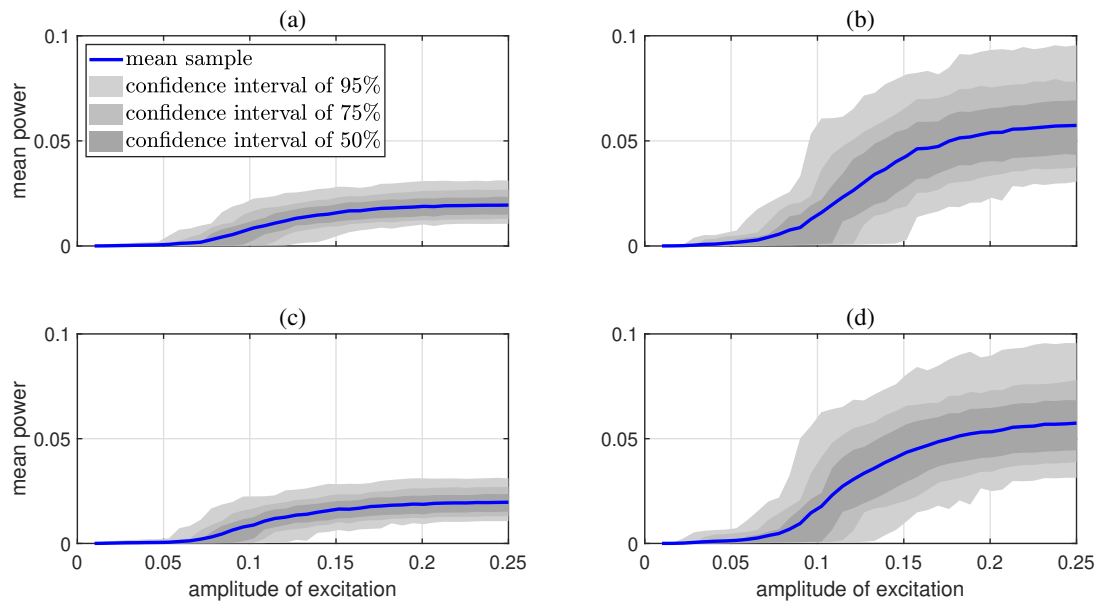 (a)
0.1
mean sample
confidence interval of 95%
confidence interval of 75%
confidence interval of 50%
0.05
0
mean power
(b)
0.1
0.05
0
(c)
0.1
0.05
0
mean power
0 0.05 0.1 0.15 0.2 0.25
amplitude of excitation
(d)
0.1
0.05
0
0 0.05 0.1 0.15 0.2 0.25
amplitude of excitation